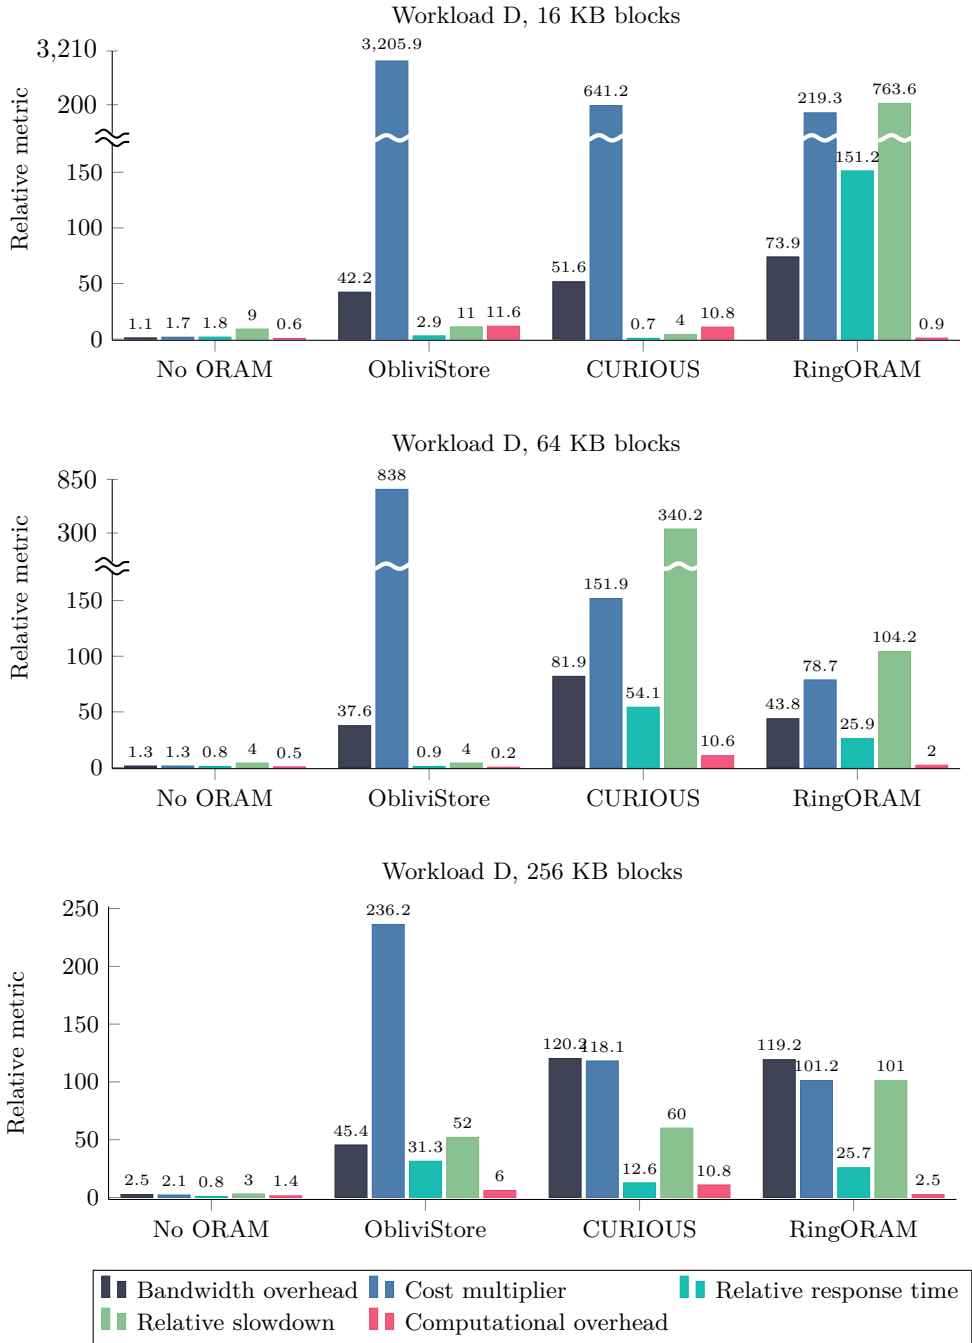 Workload D, 16 KB blocks
Relative metric
3,210
200
150
100
50
0
1.1 1.7 1.8 9 0.6
42.2 3,205.9 2.9 11 11.6
51.6 641.2 0.7 4 10.8
73.9 219.3 151.2 763.6 0.9
No ORAM ObliviStore CURIOUS RingORAM
Workload D, 64 KB blocks
Relative metric
850
300
150
100
50
0
1.3 1.3 0.8 4 0.5
37.6 838 0.9 4 0.2
81.9 151.9 54.1 340.2 10.6
43.8 78.7 25.9 104.2 2
No ORAM ObliviStore CURIOUS RingORAM
Workload D, 256 KB blocks
Relative metric
250
200
150
100
50
0
2.5 2.1 0.8 3 1.4
45.4 236.2 31.3 52 6
120.2 118.1 12.6 60 10.8
119.2 101.2 25.7 101 2.5
No ORAM ObliviStore CURIOUS RingORAM
Bandwidth overhead Cost multiplier Relative response time
Relative slowdown Computational overhead